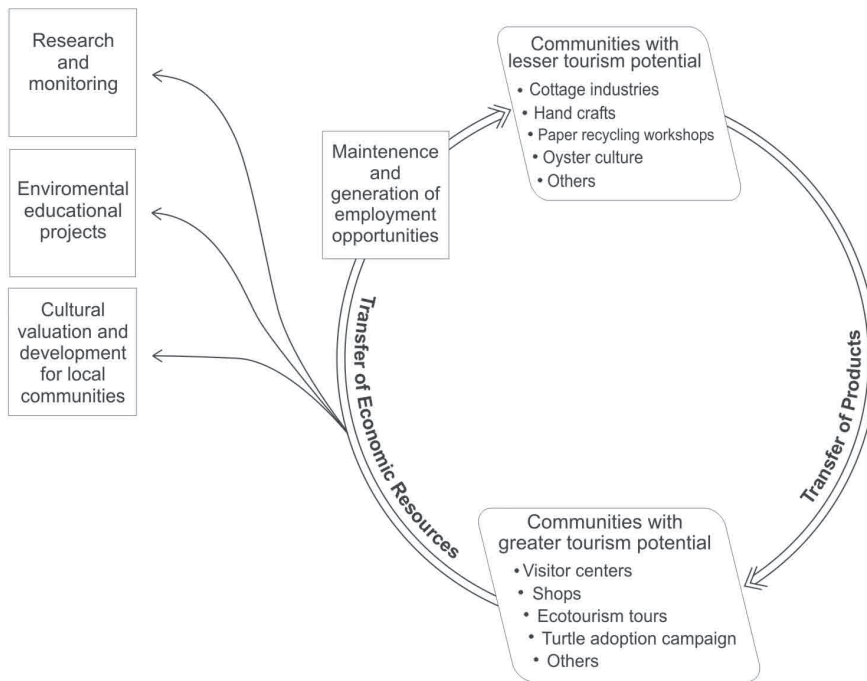 Research
and
monitoring
Enviromental
educational
projects
Cultural
valuation and
development
for local
communities
Maintenence
and
generation of
employment
opportunities
Communities with
lesser tourism potential
• Cottage industries
• Hand crafts
• Paper recycling workshops
• Oyster culture
• Others
Transfer of Economic Resources
Transfer of Products
Communities with
greater tourism potential
• Visitor centers
• Shops
• Ecotourism tours
• Turtle adoption campaign
• Others